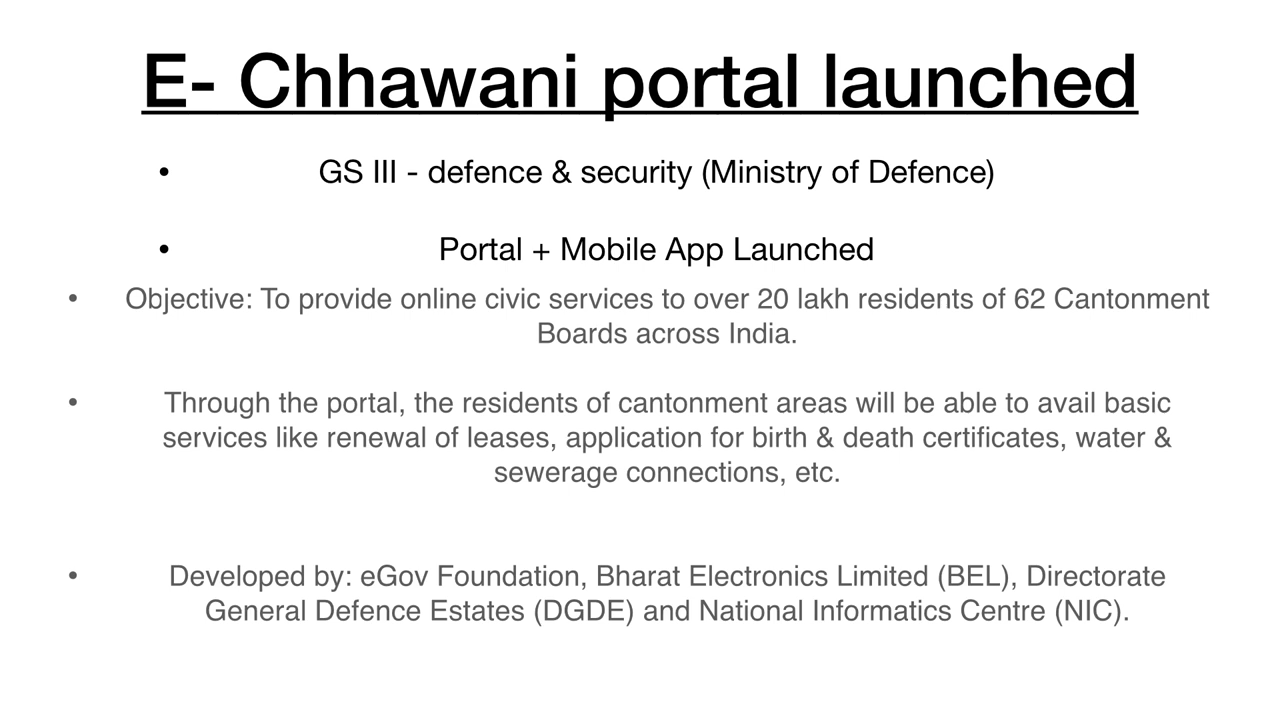 E- Chhawani portal launched
• GS III - defence & security (Ministry of Defence)
• Portal + Mobile App Launched
• Objective: To provide online civic services to over 20 lakh residents of 62 Cantonment
Boards across India.
• Through the portal, the residents of cantonment areas will be able to avail basic
services like renewal of leases, application for birth & death certificates, water &
sewerage connections, etc.
• Developed by: eGov Foundation, Bharat Electronics Limited (BEL), Directorate
General Defence Estates (DGDE) and National Informatics Centre (NIC).